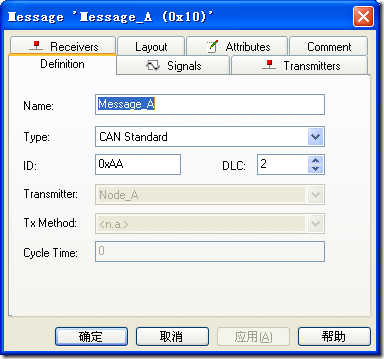 Message 'Message_A (0x10)'
Receivers Layout Attributes Comment
Definition Signals Transmitters
Name: Message_A
Type: CAN Standard
ID: 0xAA DLC: 2
Transmitter: Node_A
Tx Method: <n.a.>
Cycle Time: 0
确定 取消 应用(A) 帮助